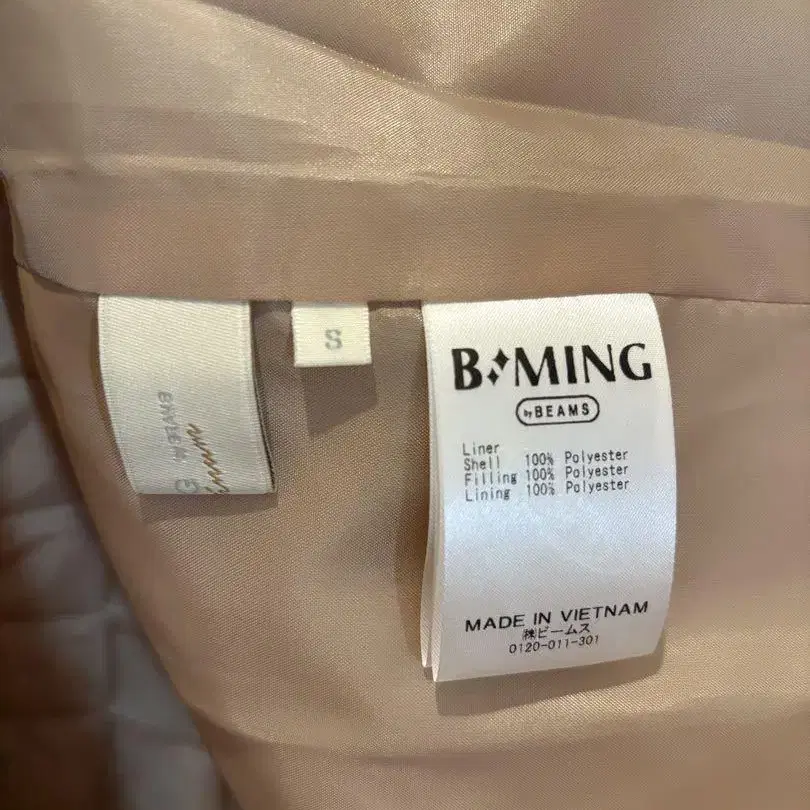 S
B:MING
by BEAMS
Liner
Shell 100% Polyester
Filling 100% Polyester
Lining 100% Polyester
MADE IN VIETNAM
㈱ビームス
0120-011-301